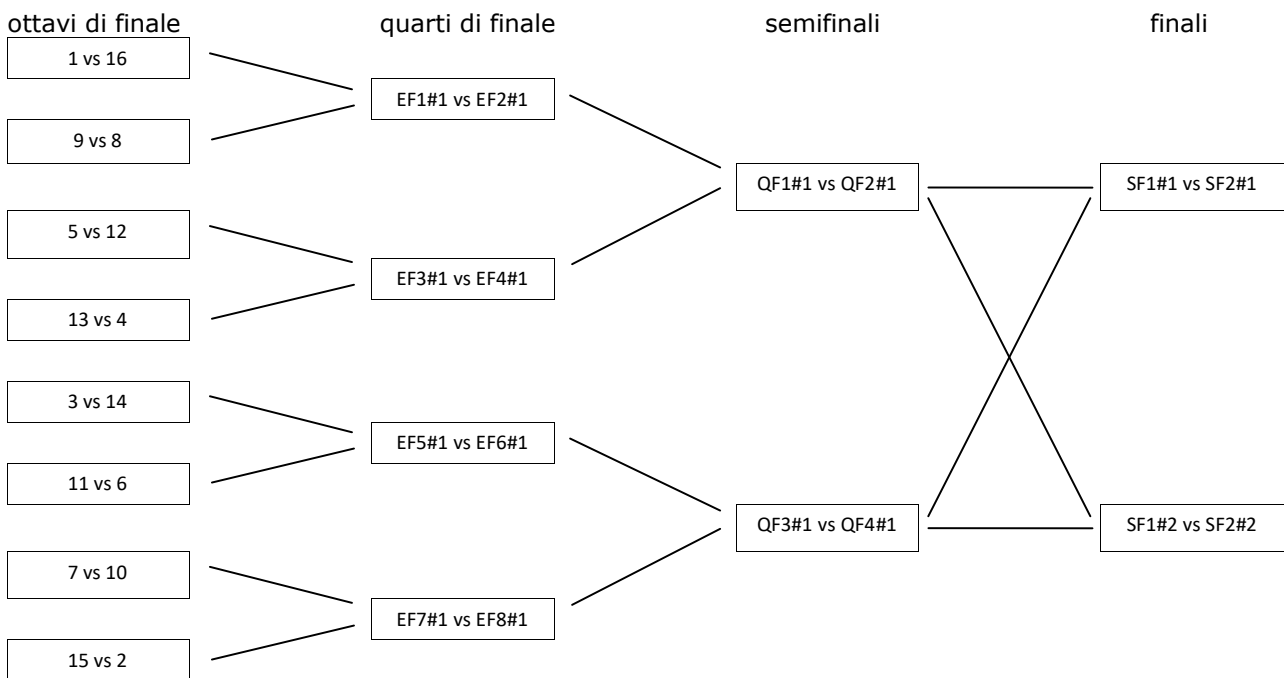 ottavi di finale
quarti di finale
semifinali
finali
1 vs 16
9 vs 8
5 vs 12
13 vs 4
3 vs 14
11 vs 6
7 vs 10
15 vs 2
EF1#1 vs EF2#1
EF3#1 vs EF4#1
EF5#1 vs EF6#1
EF7#1 vs EF8#1
QF1#1 vs QF2#1
QF3#1 vs QF4#1
SF1#1 vs SF2#1
SF1#2 vs SF2#2